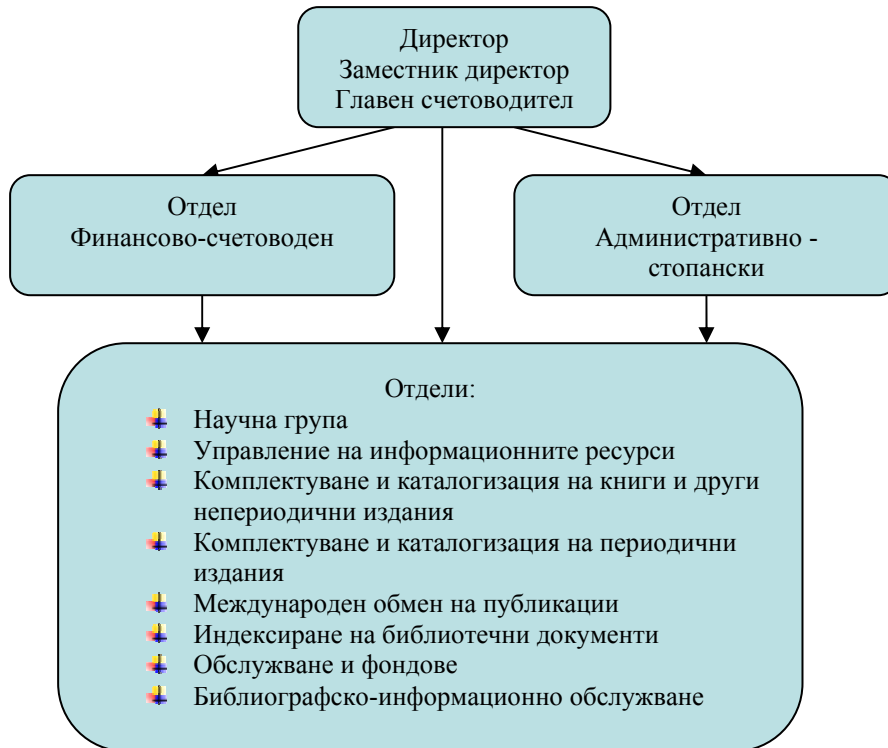 Директор
Заместник директор
Главен счетоводител
Отдел
Финансово-счетоводен
Отдел
Административно -
стопански
Отдели:
Научна група
Управление на информационните ресурси
Комплектуване и каталогизация на книги и други
непериодични издания
Комплектуване и каталогизация на периодични
издания
Международен обмен на публикации
Индексиране на библиотечни документи
Обслужване и фондове
Библиографско-информационно обслужване